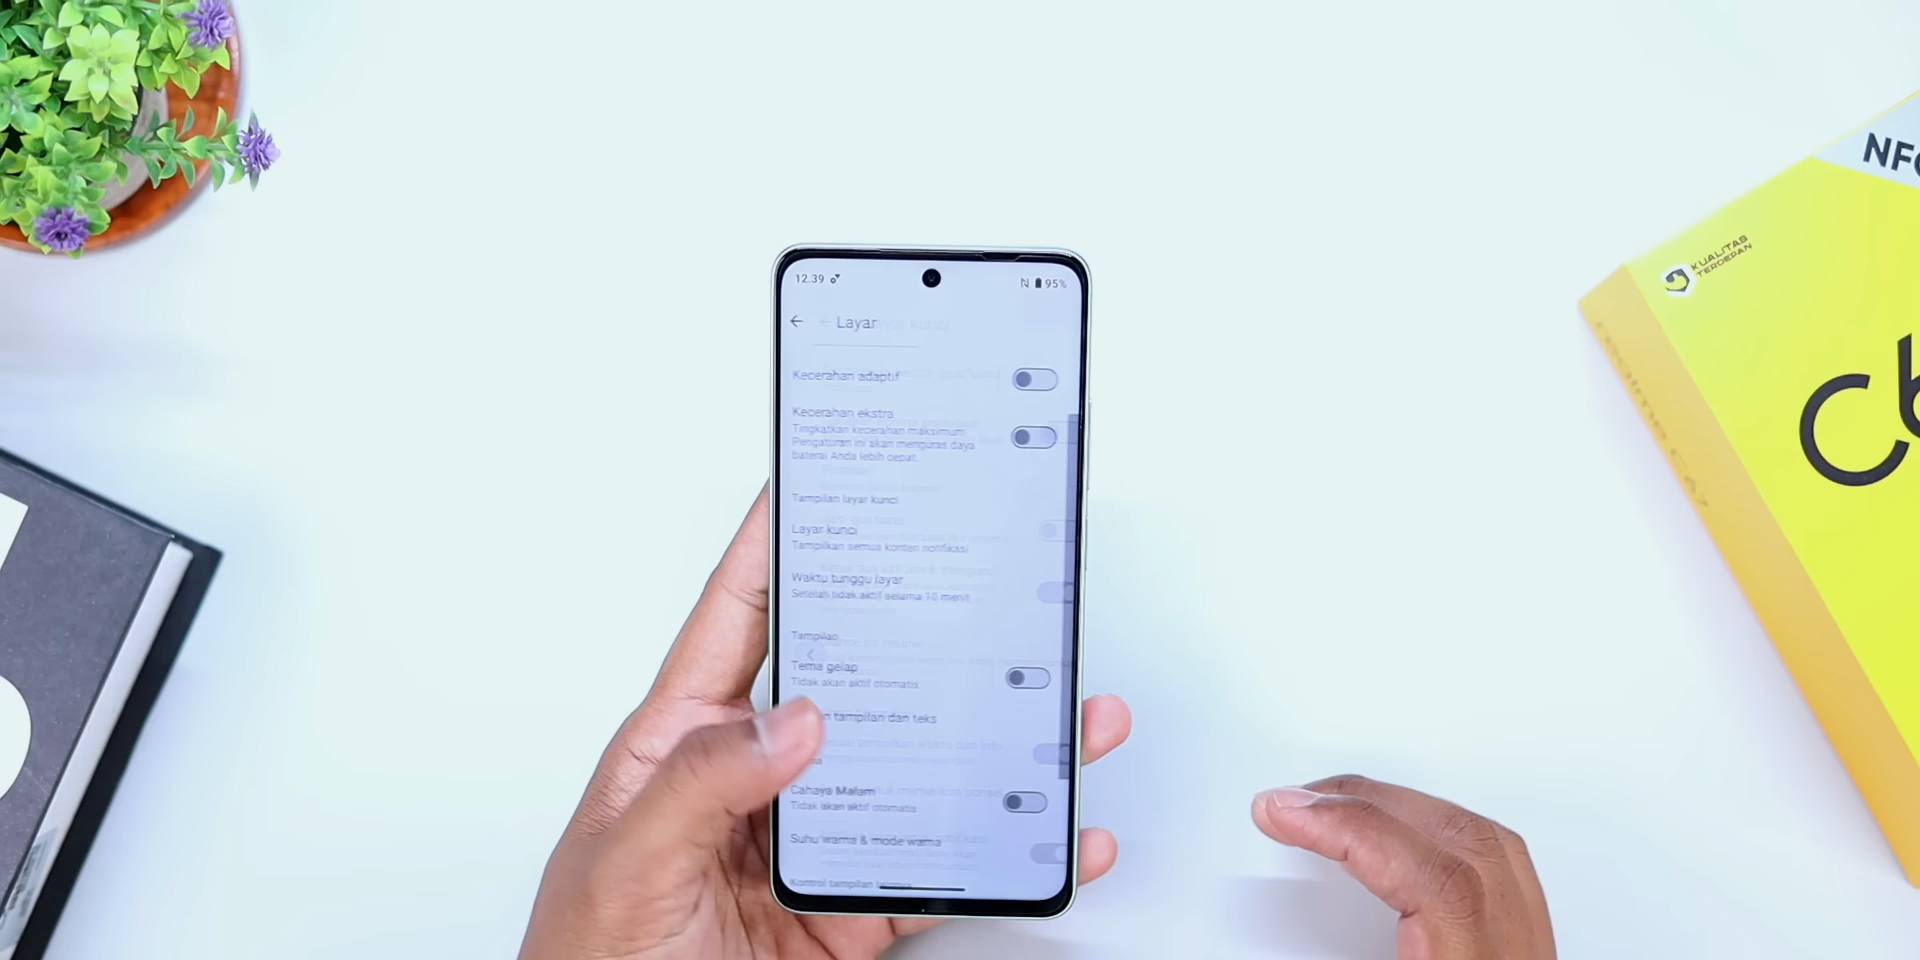 12.39
95%
Layar
Kecerahan adaptif
Kecerahan ekstra
Tingkatkan kecerahan maksimum
Pengaturan ini akan menguras daya
baterai Anda lebih cepat.
Tampilan layar kunci
Layar kunci
Tampilkan semua konten notifikasi
Waktu tunggu layar
Setelah tidak aktif selama 10 menit
Tampilan
Tema gelap
Tidak akan aktif otomatis
tampilan dan teks
Cahaya Malam
Tidak akan aktif otomatis
Suhu warna & mode warna
Kontrol tampilan lainnya
NFC
KUALITAS
TERDEPAN